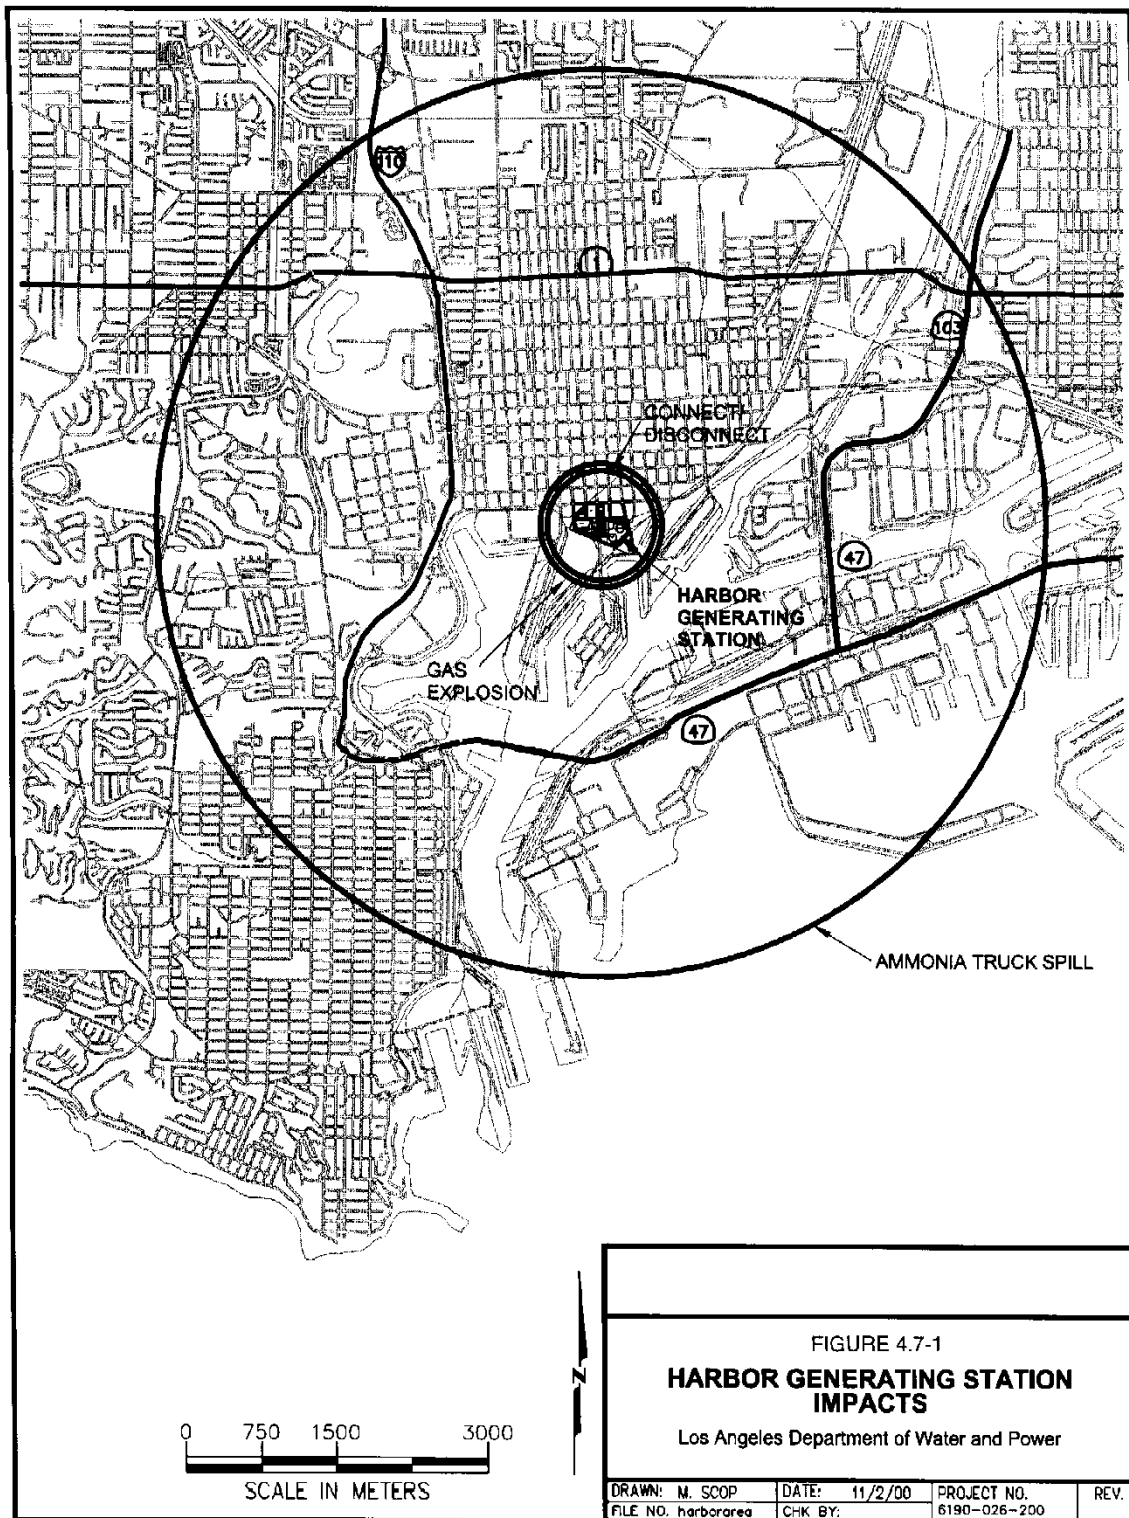 110
1
103
CONNECT/
DISCONNECT
47
HARBOR
GENERATING
STATION
GAS
EXPLOSION
47
AMMONIA TRUCK SPILL
N
0 750 1500 3000
SCALE IN METERS
FIGURE 4.7-1
HARBOR GENERATING STATION
IMPACTS
Los Angeles Department of Water and Power
DRAWN: M. SCOP DATE: 11/2/00 PROJECT NO. REV.
FILE NO. harborarea CHK BY: 6190-026-200